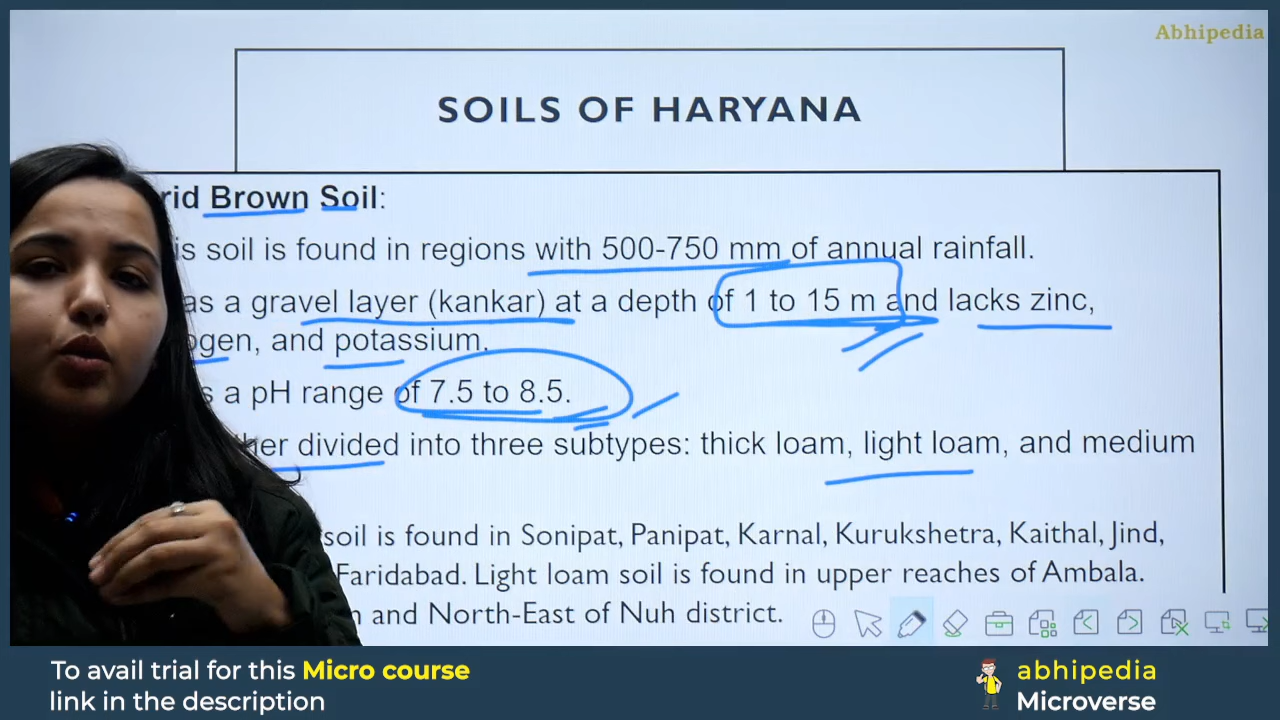 Abhipedia
SOILS OF HARYANA
rid Brown Soil:
is soil is found in regions with 500-750 mm of annual rainfall.
as a gravel layer (kankar) at a depth of 1 to 15 m and lacks zinc,
ogen, and potassium.
s a pH range of 7.5 to 8.5.
her divided into three subtypes: thick loam, light loam, and medium
soil is found in Sonipat, Panipat, Karnal, Kurukshetra, Kaithal, Jind,
Faridabad. Light loam soil is found in upper reaches of Ambala.
and North-East of Nuh district.
To avail trial for this Micro course
link in the description
abhipedia
Microverse